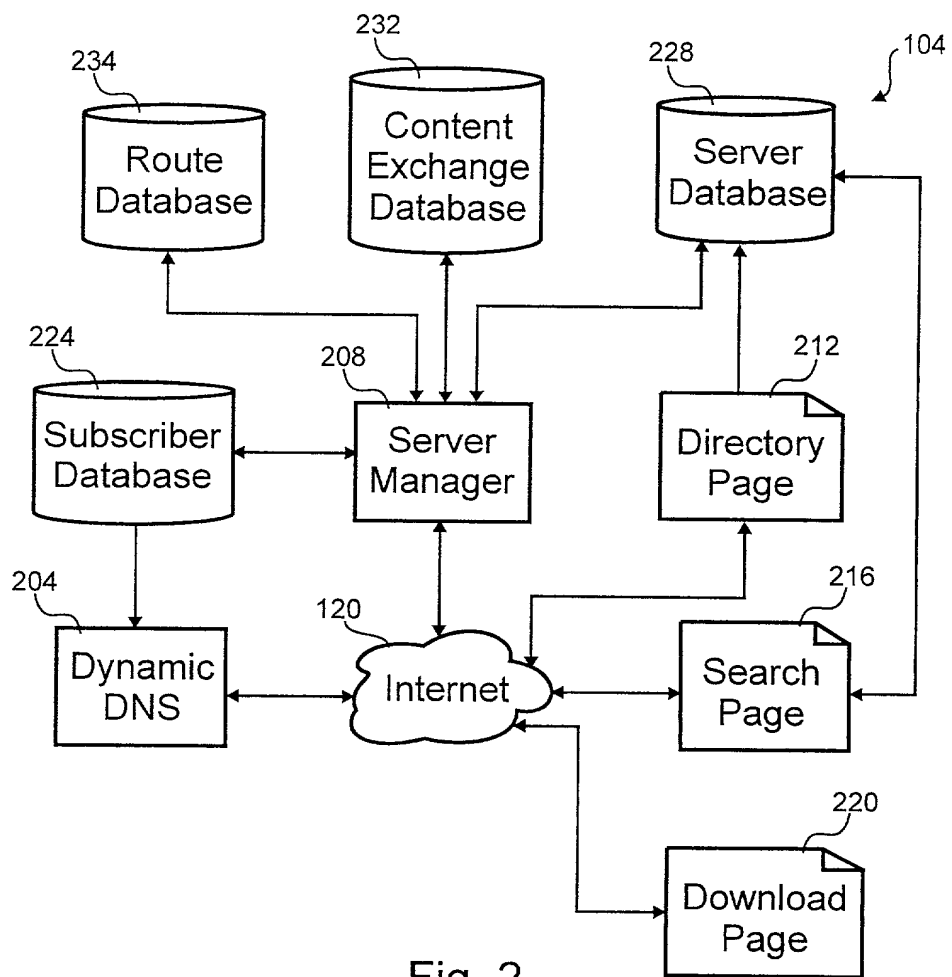 232
104
234
228
Content
Exchange
Database
Route
Database
Server
Database
224
208
212
Subscriber
Database
Server
Manager
Directory
Page
204
120
216
Dynamic
DNS
Internet
Search
Page
220
Download
Page
Fig. 2